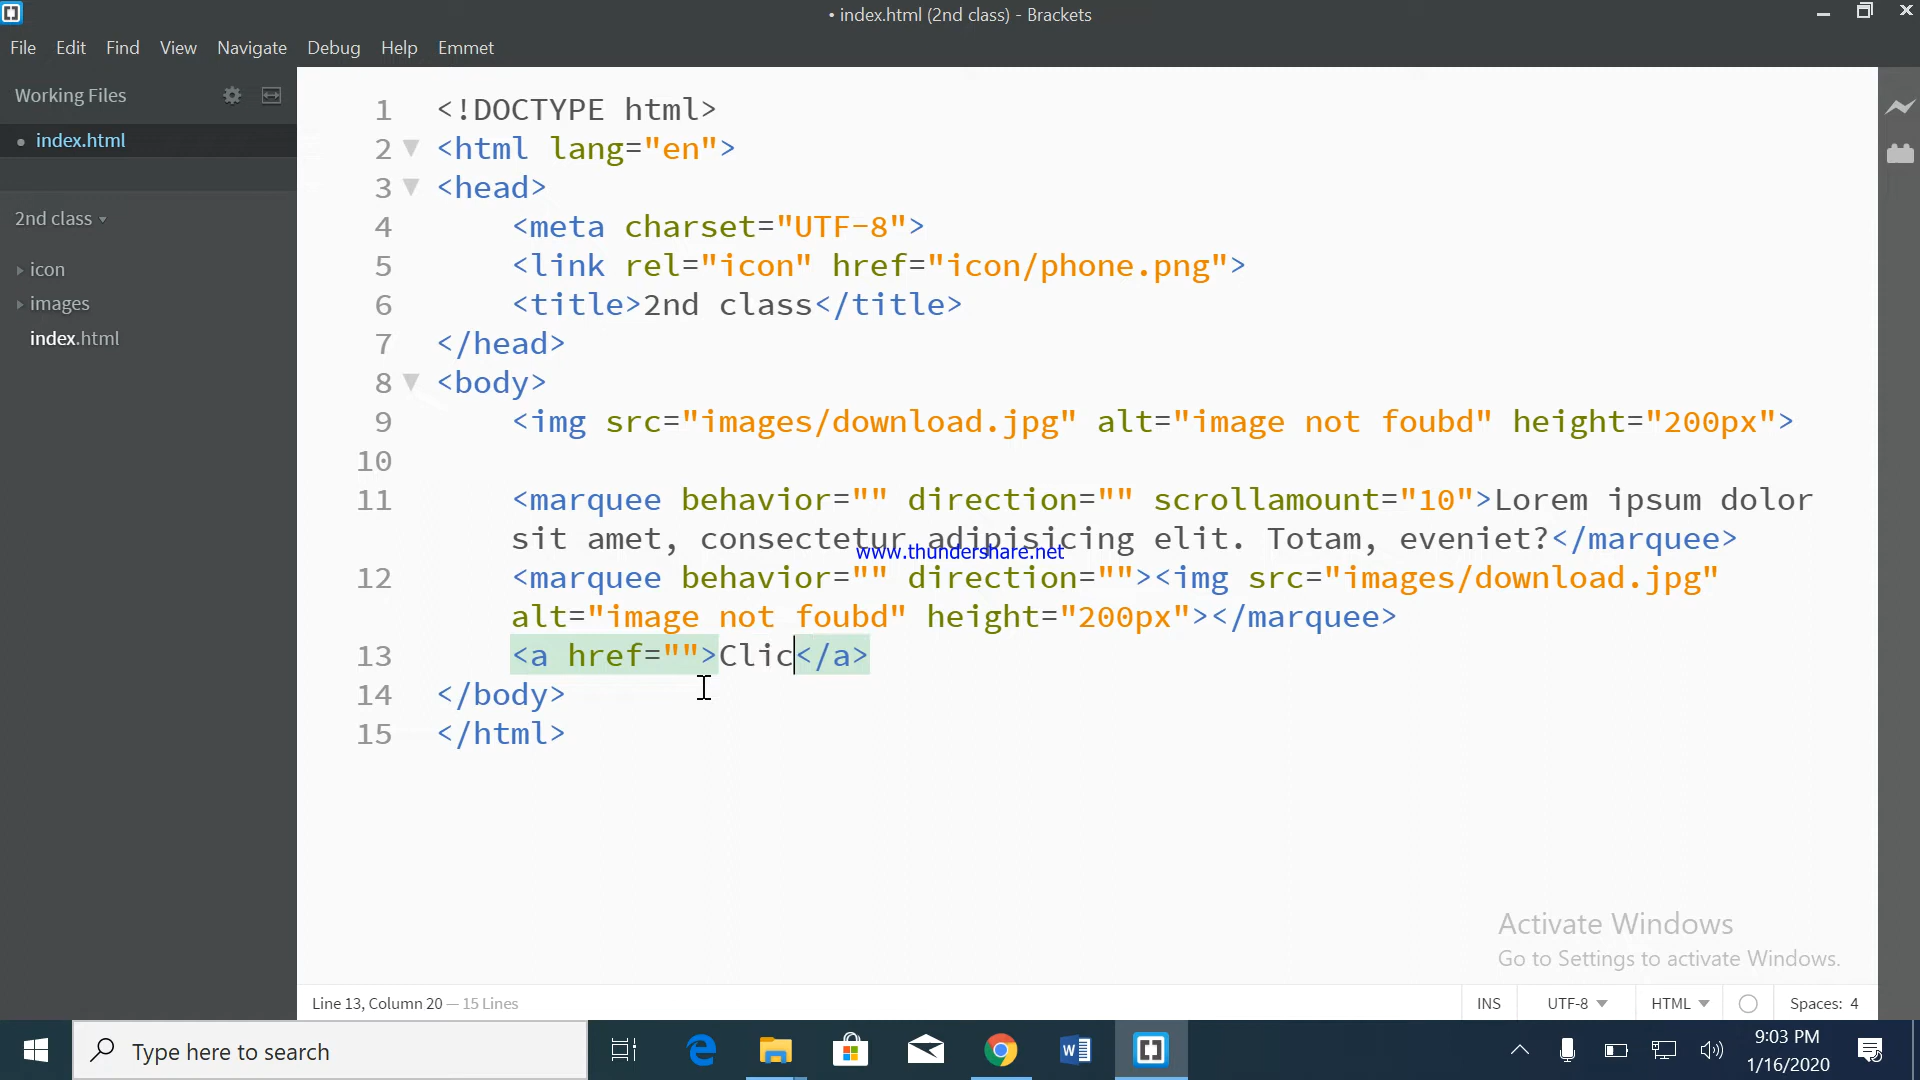 • index.html (2nd class) - Brackets
File Edit Find View Navigate Debug Help Emmet
Working Files
index.html
2nd class
icon
images
index.html
1 <!DOCTYPE html>
2 <html lang="en">
3 <head>
4 <meta charset="UTF-8">
5 <link rel="icon" href="icon/phone.png">
6 <title>2nd class</title>
7 </head>
8 <body>
9 <img src="images/download.jpg" alt="image not foubd" height="200px">
10
11 <marquee behavior="" direction="" scrollamount="10">Lorem ipsum dolor
sit amet, consectetur adipisicing elit. Totam, eveniet?</marquee>
www.thundershare.net
12 <marquee behavior="" direction=""><img src="images/download.jpg"
alt="image not foubd" height="200px"></marquee>
13 <a href="">Clic</a>
14 </body>
15 </html>
Activate Windows
Go to Settings to activate Windows.
Line 13, Column 20 — 15 Lines
INS UTF-8 HTML Spaces: 4
Type here to search
9:03 PM
1/16/2020